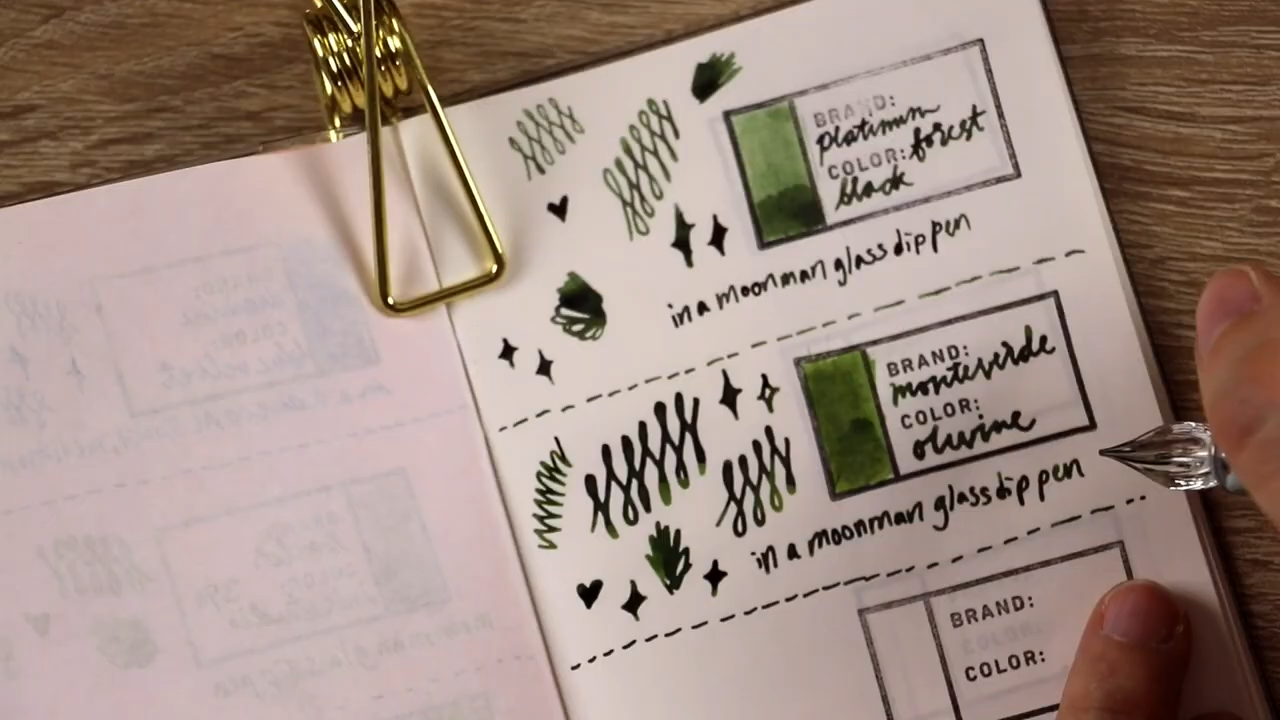 BRAND:
platinum
COLOR: forest
black
in a moonman glass dip pen
BRAND:
monteverde
COLOR:
olivine
in a moonman glass dip pen
BRAND:
COLOR: